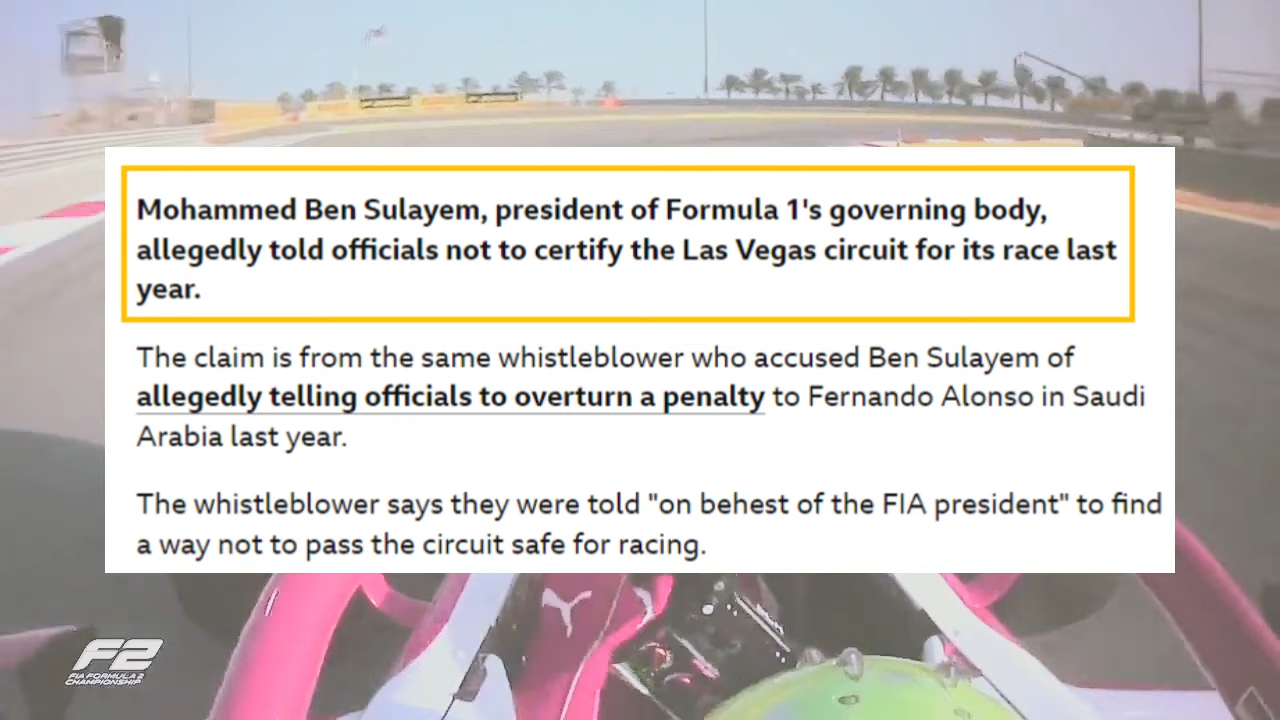 Mohammed Ben Sulayem, president of Formula 1's governing body,
allegedly told officials not to certify the Las Vegas circuit for its race last
year.
The claim is from the same whistleblower who accused Ben Sulayem of
allegedly telling officials to overturn a penalty to Fernando Alonso in Saudi
Arabia last year.
The whistleblower says they were told "on behest of the FIA president" to find
a way not to pass the circuit safe for racing.
F2
FIA FORMULA 2
CHAMPIONSHIP